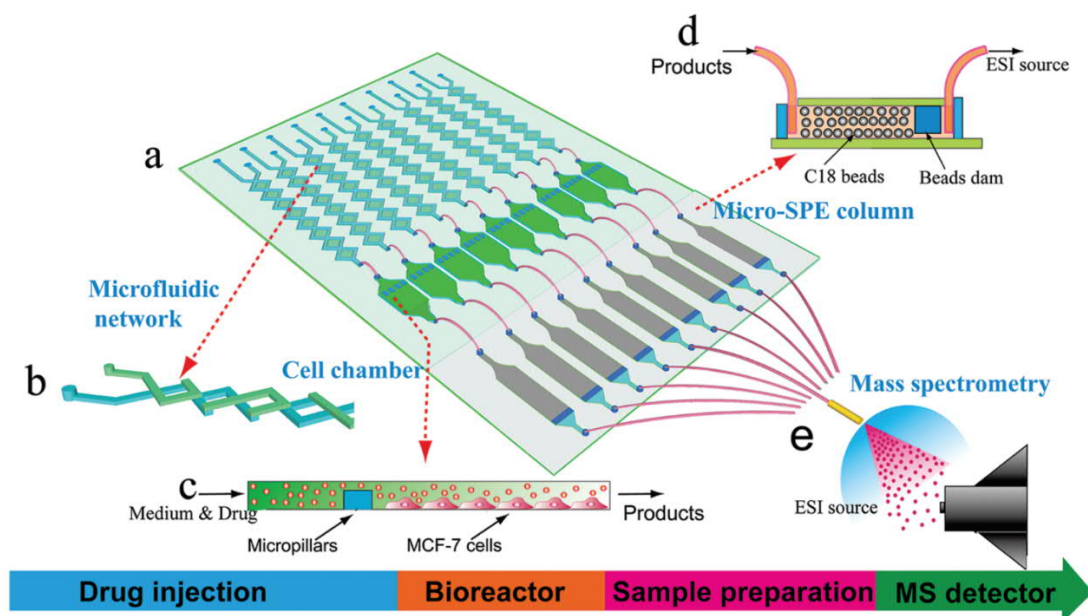 d
Products
ESI source
C18 beads
Beads dam
a
Micro-SPE column
Microfluidic
network
b
Cell chamber
Mass spectrometry
e
c
Medium & Drug
Micropillars
MCF-7 cells
Products
ESI source
Drug injection
Bioreactor
Sample preparation
MS detector